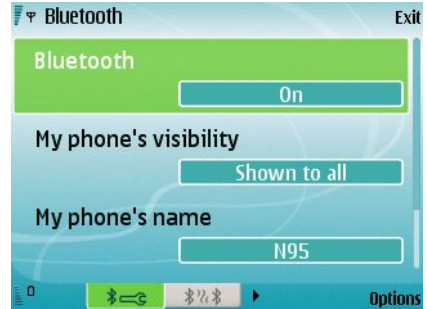 Bluetooth
Exit
Bluetooth
On
My phone's visibility
Shown to all
My phone's name
N95
Options